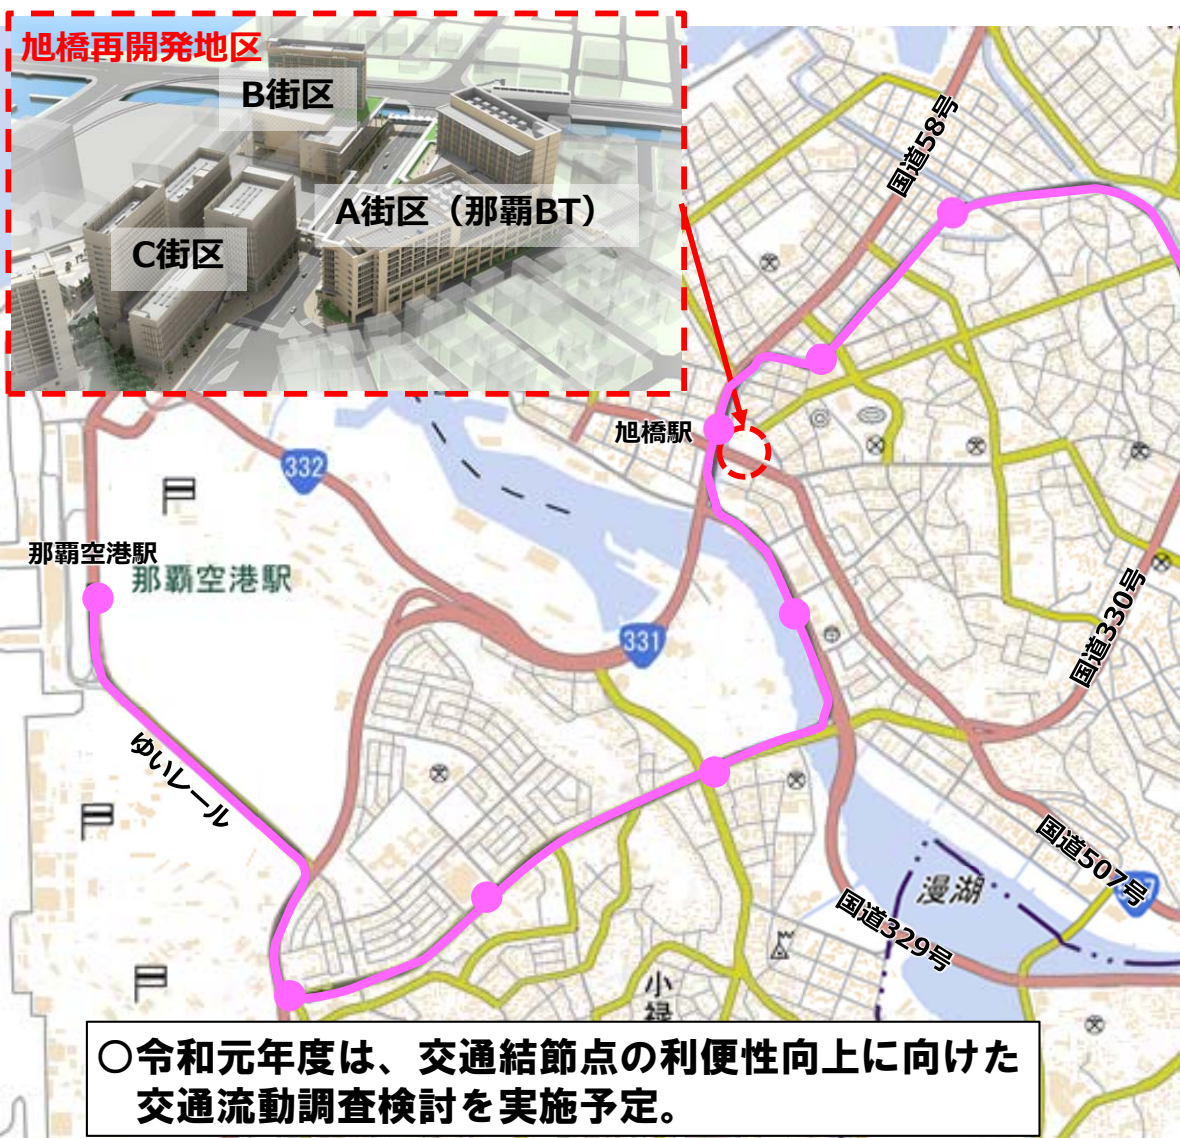 旭橋再開発地区
B街区
A街区（那覇BT）
C街区
国道58号
旭橋駅
332
那覇空港駅
那覇空港駅
331
国道330号
ゆいレール
国道507号
漫湖
国道329号
小禄
○令和元年度は、交通結節点の利便性向上に向けた
交通流動調査検討を実施予定。